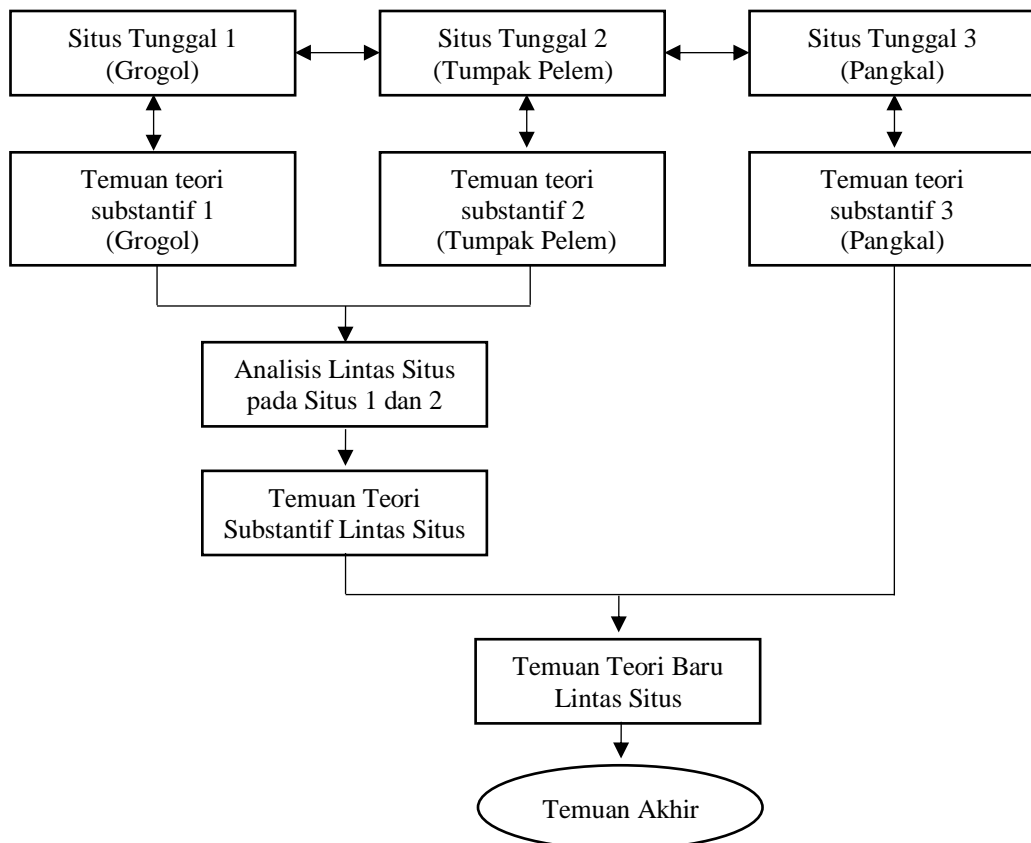 Situs Tunggal 1
(Grogol)
Situs Tunggal 2
(Tumpak Pelem)
Situs Tunggal 3
(Pangkal)
Temuan teori
substantif 1
(Grogol)
Temuan teori
substantif 2
(Tumpak Pelem)
Temuan teori
substantif 3
(Pangkal)
Analisis Lintas Situs
pada Situs 1 dan 2
Temuan Teori
Substantif Lintas Situs
Temuan Teori Baru
Lintas Situs
Temuan Akhir